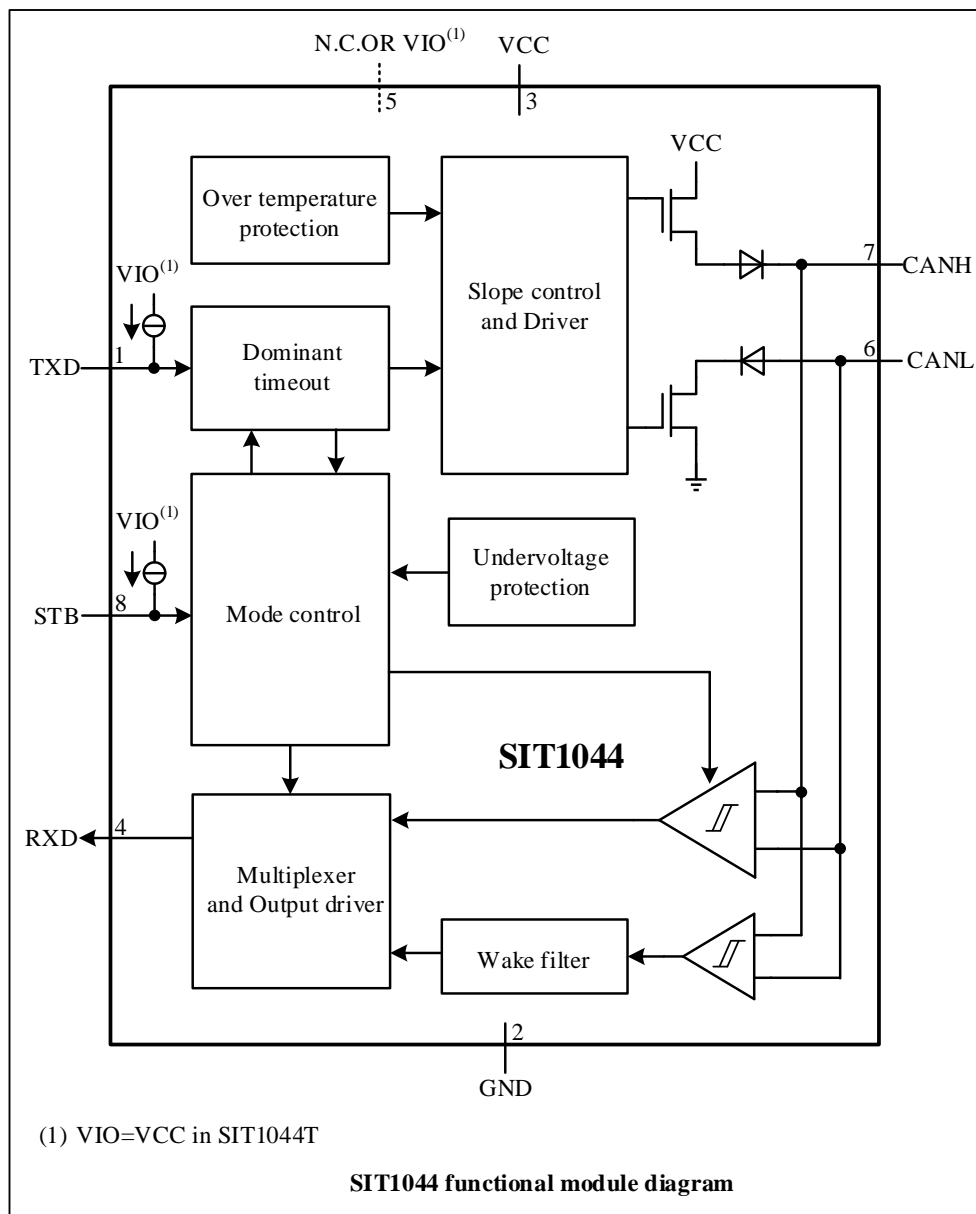 N.C.OR VIO(1)
VCC
5
3
VCC
Over temperature
protection
7
CANH
VIO(1)
Slope control
and Driver
1
TXD
Dominant
timeout
6
CANL
VIO(1)
Undervoltage
protection
8
STB
Mode control
SIT1044
4
RXD
Multiplexer
and Output driver
Wake filter
2
GND
(1) VIO=VCC in SIT1044T
SIT1044 functional module diagram